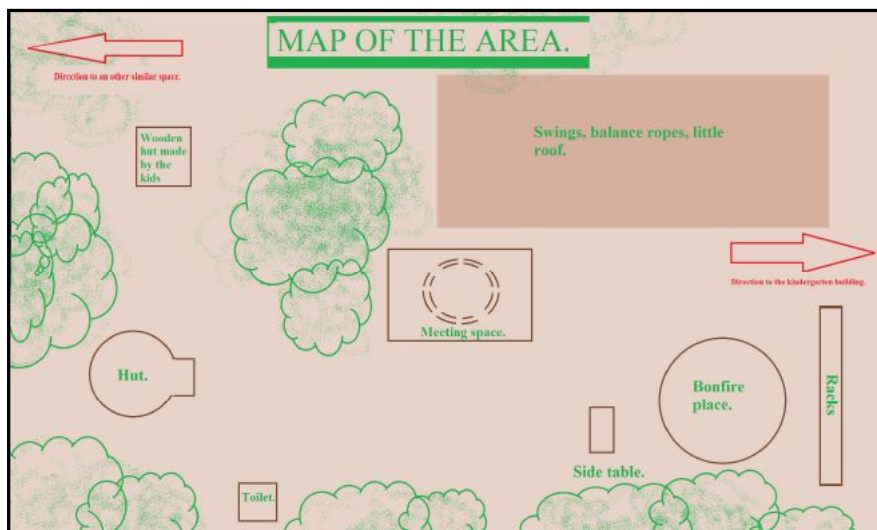 MAP OF THE AREA.
Direction to an other similar space.
Swings, balance ropes, little
roof.
Wooden
hut made
by the
kids
Direction to the kindergarten building.
Meeting space.
Hut.
Bonfire
place.
Racks
Side table.
Toilet.